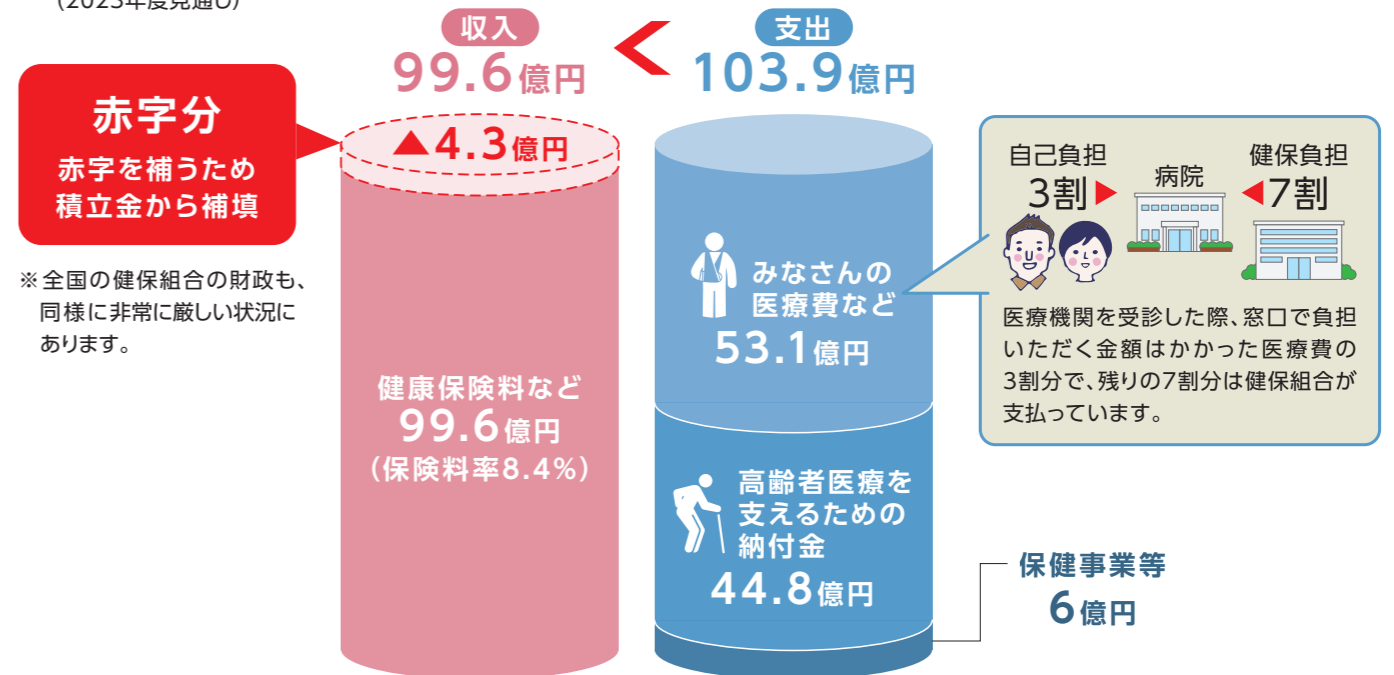 (2023年度見通し)
収入
99.6億円
支出
103.9億円
赤字分
赤字を補うため
積立金から補填
▲4.3億円
※全国の健保組合の財政も、
同様に非常に厳しい状況に
あります。
健康保険料など
99.6億円
(保険料率8.4%)
みなさんの
医療費など
53.1億円
高齢者医療を
支えるための
納付金
44.8億円
保健事業等
6億円
自己負担
3割
病院
健保負担
7割
医療機関を受診した際、窓口で負担
いただく金額はかかった医療費の
3割分で、残りの7割分は健保組合が
支払っています。